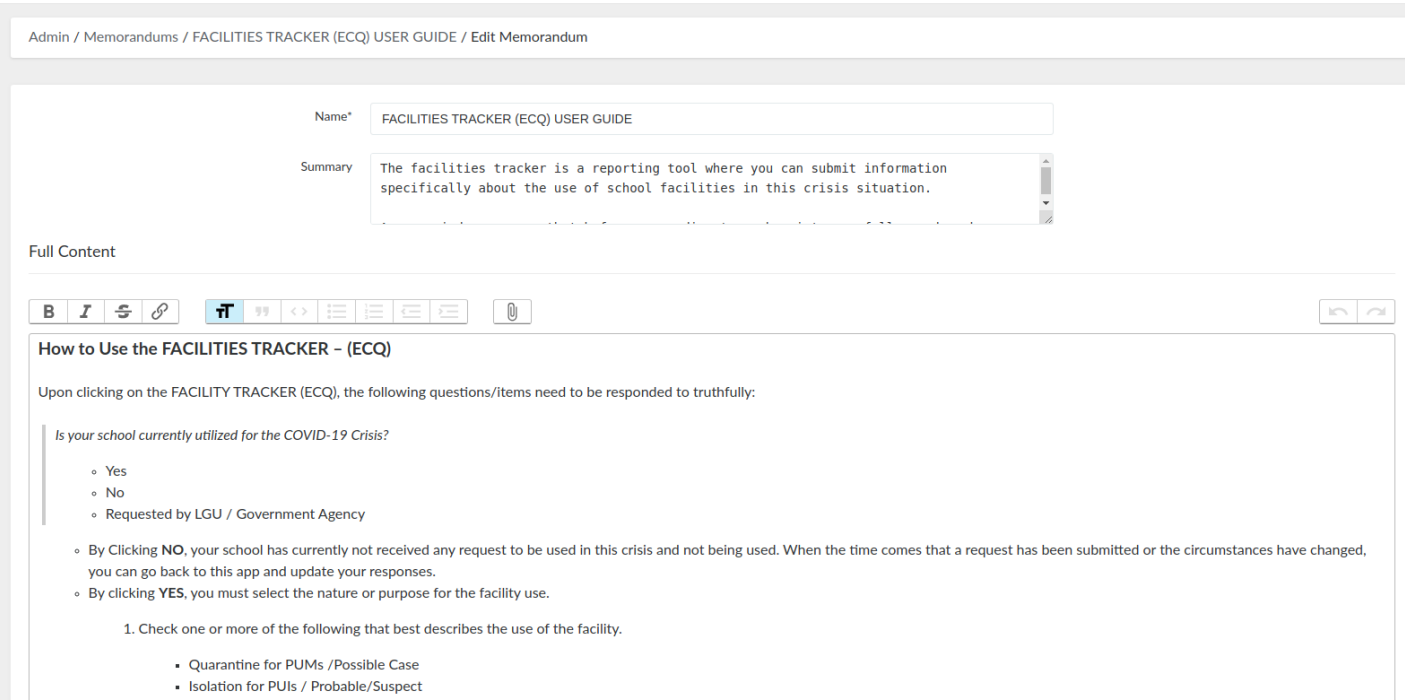 Admin / Memorandums / FACILITIES TRACKER (ECQ) USER GUIDE / Edit Memorandum
Name*
FACILITIES TRACKER (ECQ) USER GUIDE
Summary
The facilities tracker is a reporting tool where you can submit information
specifically about the use of school facilities in this crisis situation.
Full Content
How to Use the FACILITIES TRACKER – (ECQ)
Upon clicking on the FACILITY TRACKER (ECQ), the following questions/items need to be responded to truthfully:
Is your school currently utilized for the COVID-19 Crisis?
Yes
No
Requested by LGU / Government Agency
By Clicking NO, your school has currently not received any request to be used in this crisis and not being used. When the time comes that a request has been submitted or the circumstances have changed,
you can go back to this app and update your responses.
By clicking YES, you must select the nature or purpose for the facility use.
1. Check one or more of the following that best describes the use of the facility.
Quarantine for PUMs /Possible Case
Isolation for PUIs / Probable/Suspect